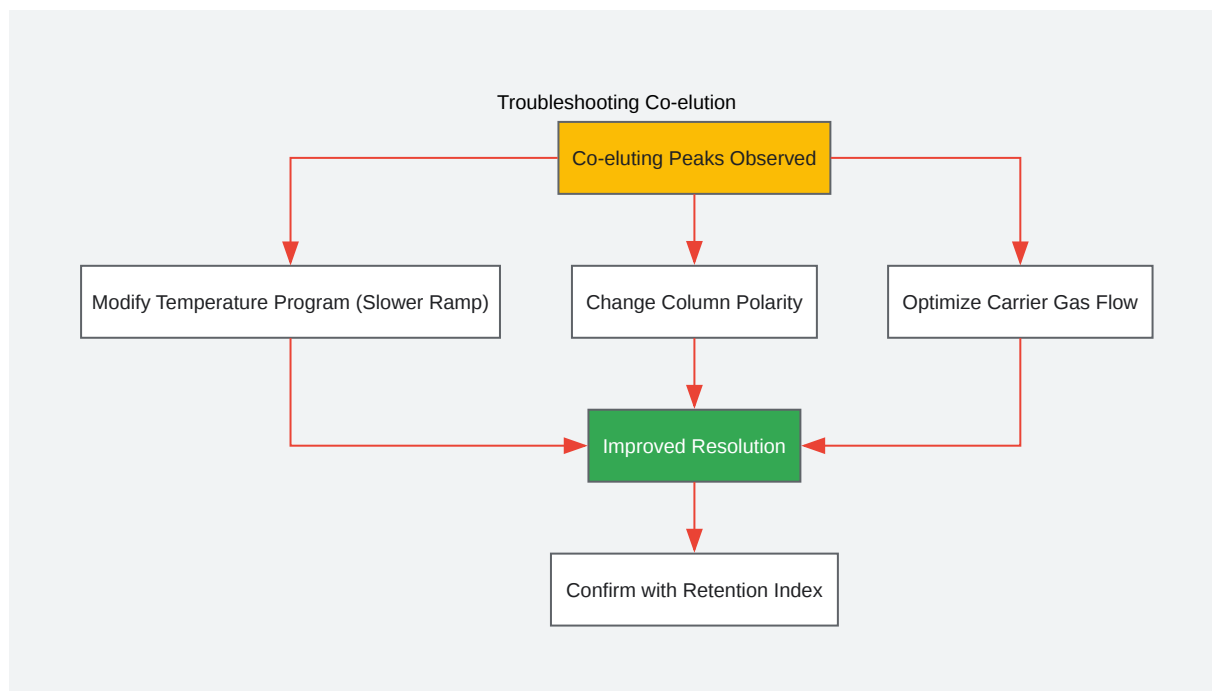 Troubleshooting Co-elution
Co-eluting Peaks Observed
Modify Temperature Program (Slower Ramp)
Change Column Polarity
Optimize Carrier Gas Flow
Improved Resolution
Confirm with Retention Index